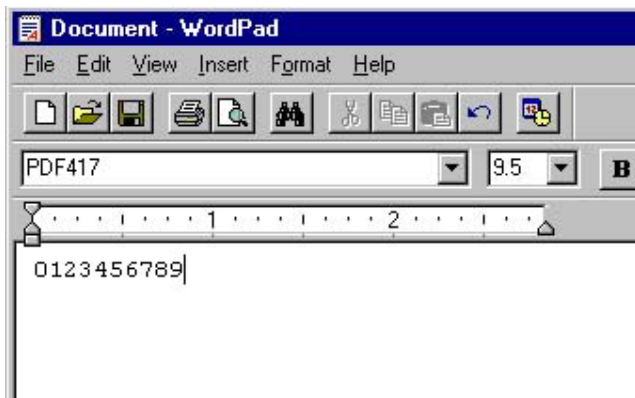 Document - WordPad
File Edit View Insert Format Help
PDF417 9.5 B
1 2
0123456789